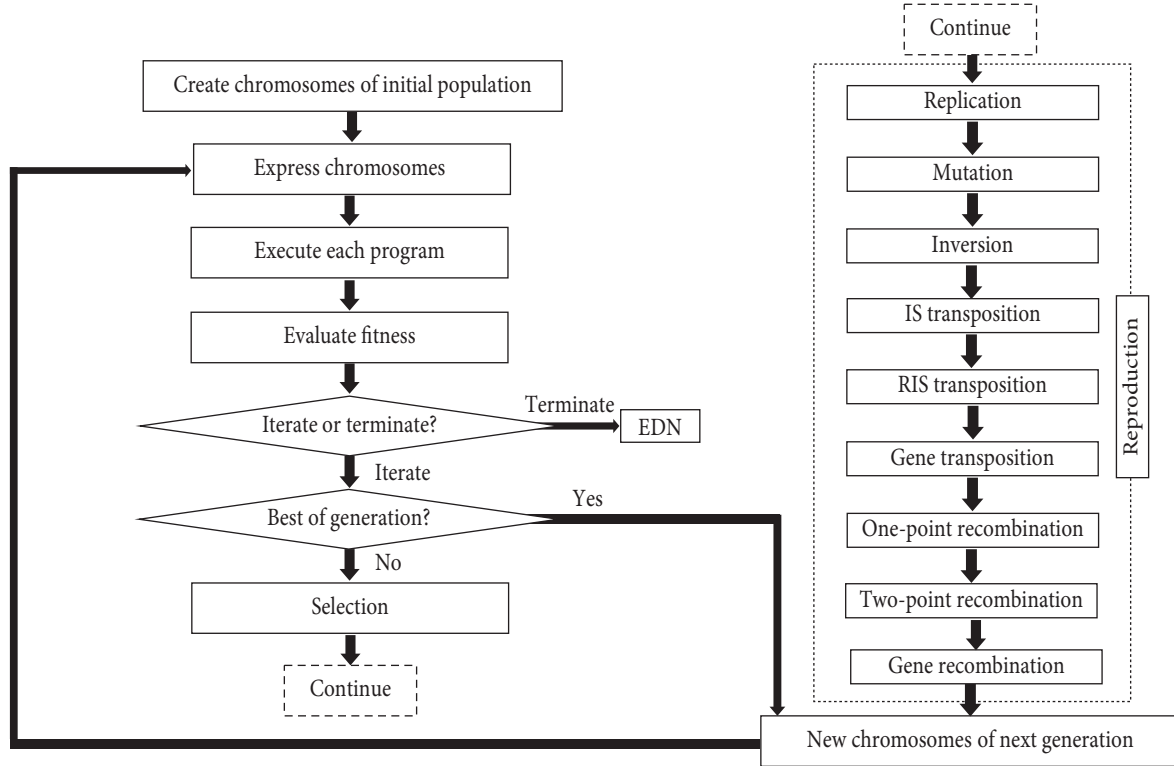 Create chromosomes of initial population
Express chromosomes
Execute each program
Evaluate fitness
Iterate or terminate?
Terminate
EDN
Iterate
Best of generation?
Yes
No
Selection
Continue
Continue
Replication
Mutation
Inversion
IS transposition
RIS transposition
Gene transposition
One-point recombination
Two-point recombination
Gene recombination
Reproduction
New chromosomes of next generation